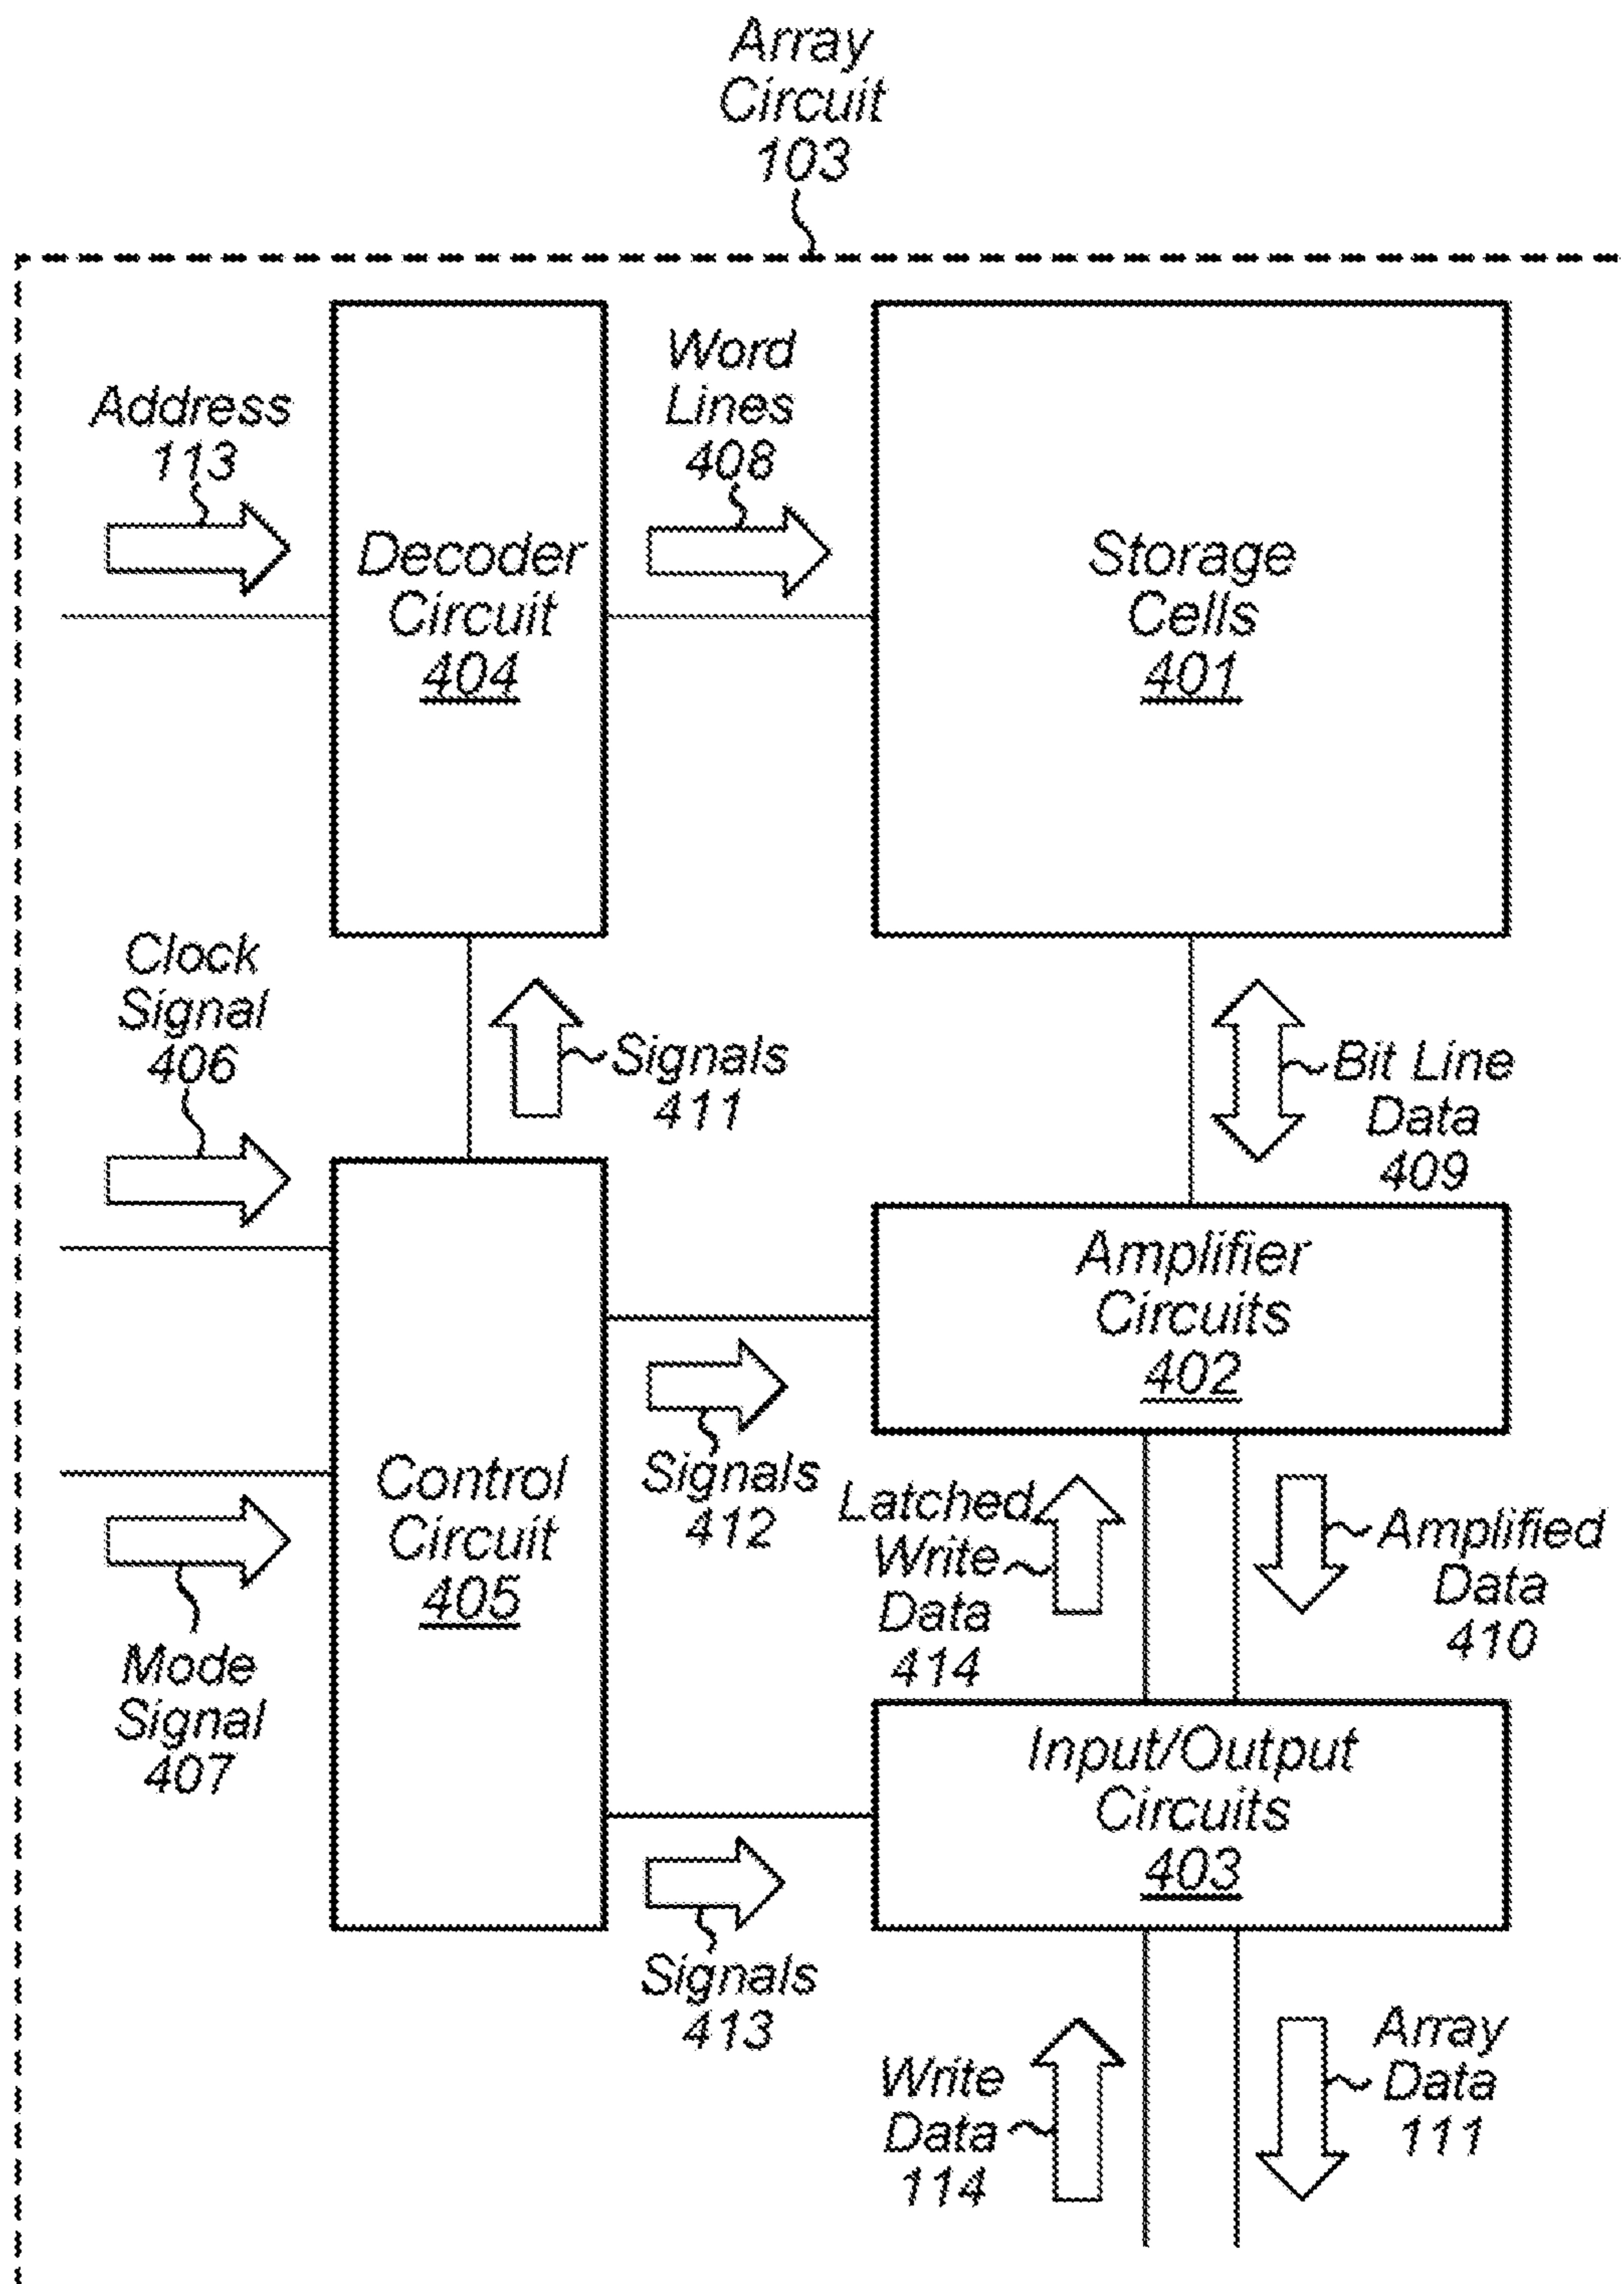 Array
Circuit
103
Address
113
Word
Lines
408
Decoder
Circuit
404
Storage
Cells
401
Clock
Signal
406
Signals
411
Bit Line
Data
409
Amplifier
Circuits
402
Control
Circuit
405
Signals
412
Latched
Write
Data
414
Amplified
Data
410
Mode
Signal
407
Input/Output
Circuits
403
Signals
413
Write
Data
114
Array
Data
111